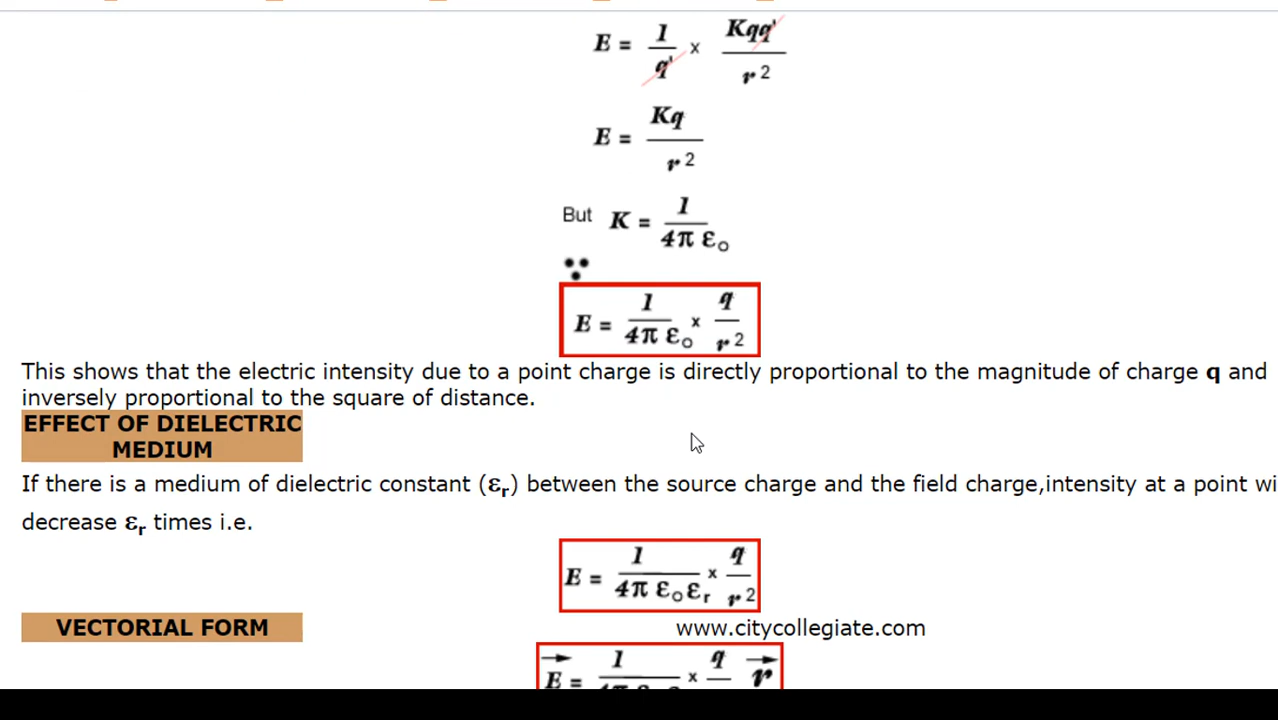 E = 1/q' x Kqq'/r²
E = Kq/r²
But K = 1/4π ε₀
E = 1/4π ε₀ x q/r²
This shows that the electric intensity due to a point charge is directly proportional to the magnitude of charge q and
inversely proportional to the square of distance.
EFFECT OF DIELECTRIC
MEDIUM
If there is a medium of dielectric constant (εr) between the source charge and the field charge,intensity at a point wi
decrease εr times i.e.
E = 1/4π ε₀εr x q/r²
VECTORIAL FORM
www.citycollegiate.com
E = 1 x q r